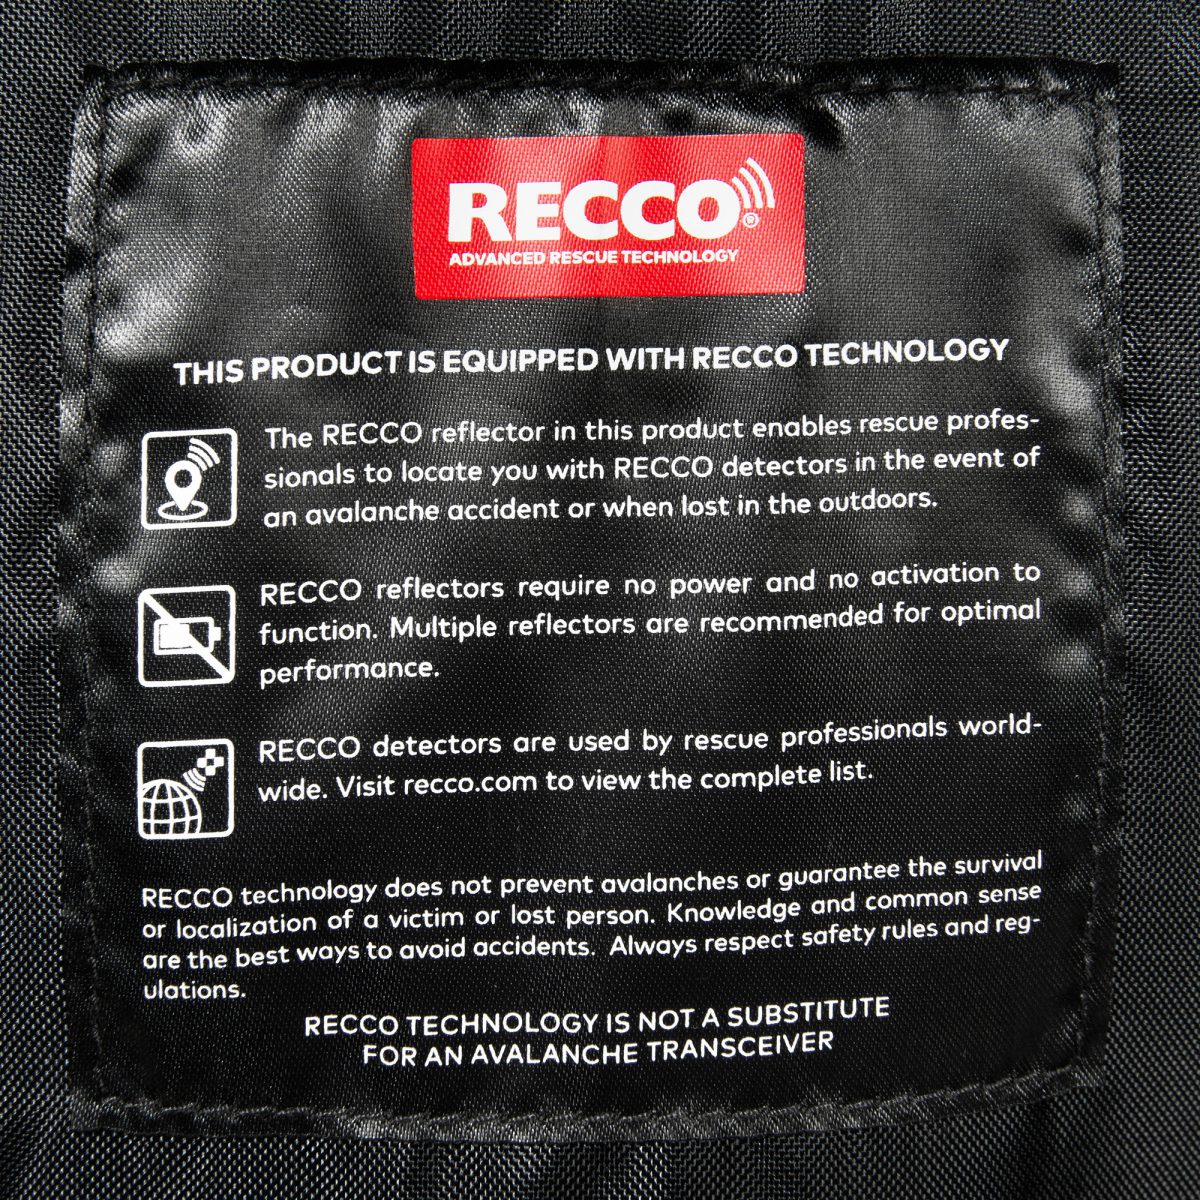 RECCO®
ADVANCED RESCUE TECHNOLOGY
THIS PRODUCT IS EQUIPPED WITH RECCO TECHNOLOGY
The RECCO reflector in this product enables rescue profes-
sionals to locate you with RECCO detectors in the event of
an avalanche accident or when lost in the outdoors.
RECCO reflectors require no power and no activation to
function. Multiple reflectors are recommended for optimal
performance.
RECCO detectors are used by rescue professionals world-
wide. Visit recco.com to view the complete list.
RECCO technology does not prevent avalanches or guarantee the survival
or localization of a victim or lost person. Knowledge and common sense
are the best ways to avoid accidents. Always respect safety rules and reg-
ulations.
RECCO TECHNOLOGY IS NOT A SUBSTITUTE
FOR AN AVALANCHE TRANSCEIVER